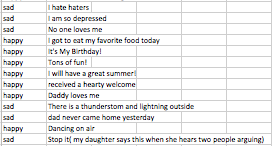 sad I hate haters
sad I am so depressed
sad No one loves me
happy I got to eat my favorite food today
happy It's My Birthday!
happy Tons of fun!
happy I will have a great summer!
happy received a hearty welcome
happy Daddy loves me
sad There is a thunderstom and lightning outside
sad dad never came home yesterday
happy Dancing on air
sad Stop it( my daughter says this when she hears two people arguing)